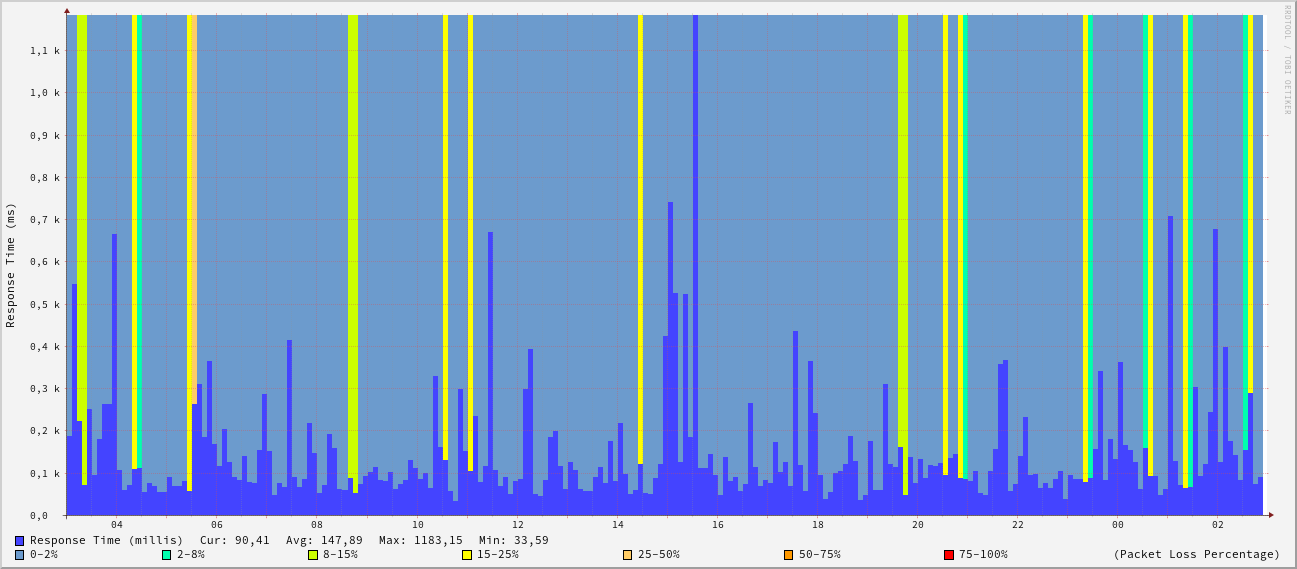 RRDTOOL / TOBI OETIKER
Response Time (ms)
1,1 k
1,0 k
0,9 k
0,8 k
0,7 k
0,6 k
0,5 k
0,4 k
0,3 k
0,2 k
0,1 k
0,0
04 06 08 10 12 14 16 18 20 22 00 02
Response Time (millis) Cur: 90,41 Avg: 147,89 Max: 1183,15 Min: 33,59
0-2% 2-8% 8-15% 15-25% 25-50% 50-75% 75-100% (Packet Loss Percentage)